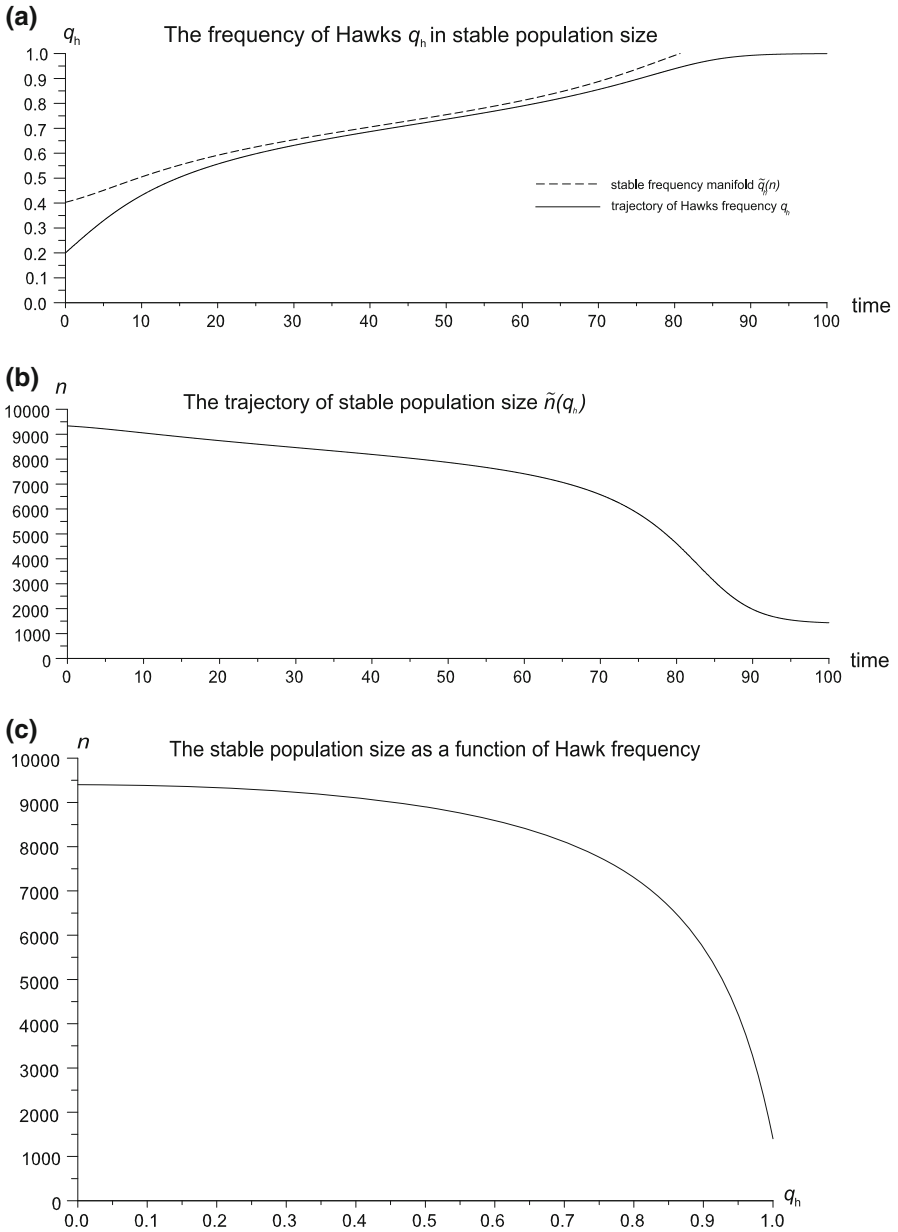 (a)
qh
The frequency of Hawks qh in stable population size
1.0
0.9
0.8
0.7
0.6
0.5
0.4
0.3
0.2
0.1
0.0
stable frequency manifold q̃h(n)
trajectory of Hawks frequency qh
0 10 20 30 40 50 60 70 80 90 100
time
(b)
n
The trajectory of stable population size ñ(qh)
10000
9000
8000
7000
6000
5000
4000
3000
2000
1000
0
0 10 20 30 40 50 60 70 80 90 100
time
(c)
n
The stable population size as a function of Hawk frequency
10000
9000
8000
7000
6000
5000
4000
3000
2000
1000
0
0.0 0.1 0.2 0.3 0.4 0.5 0.6 0.7 0.8 0.9 1.0
qh